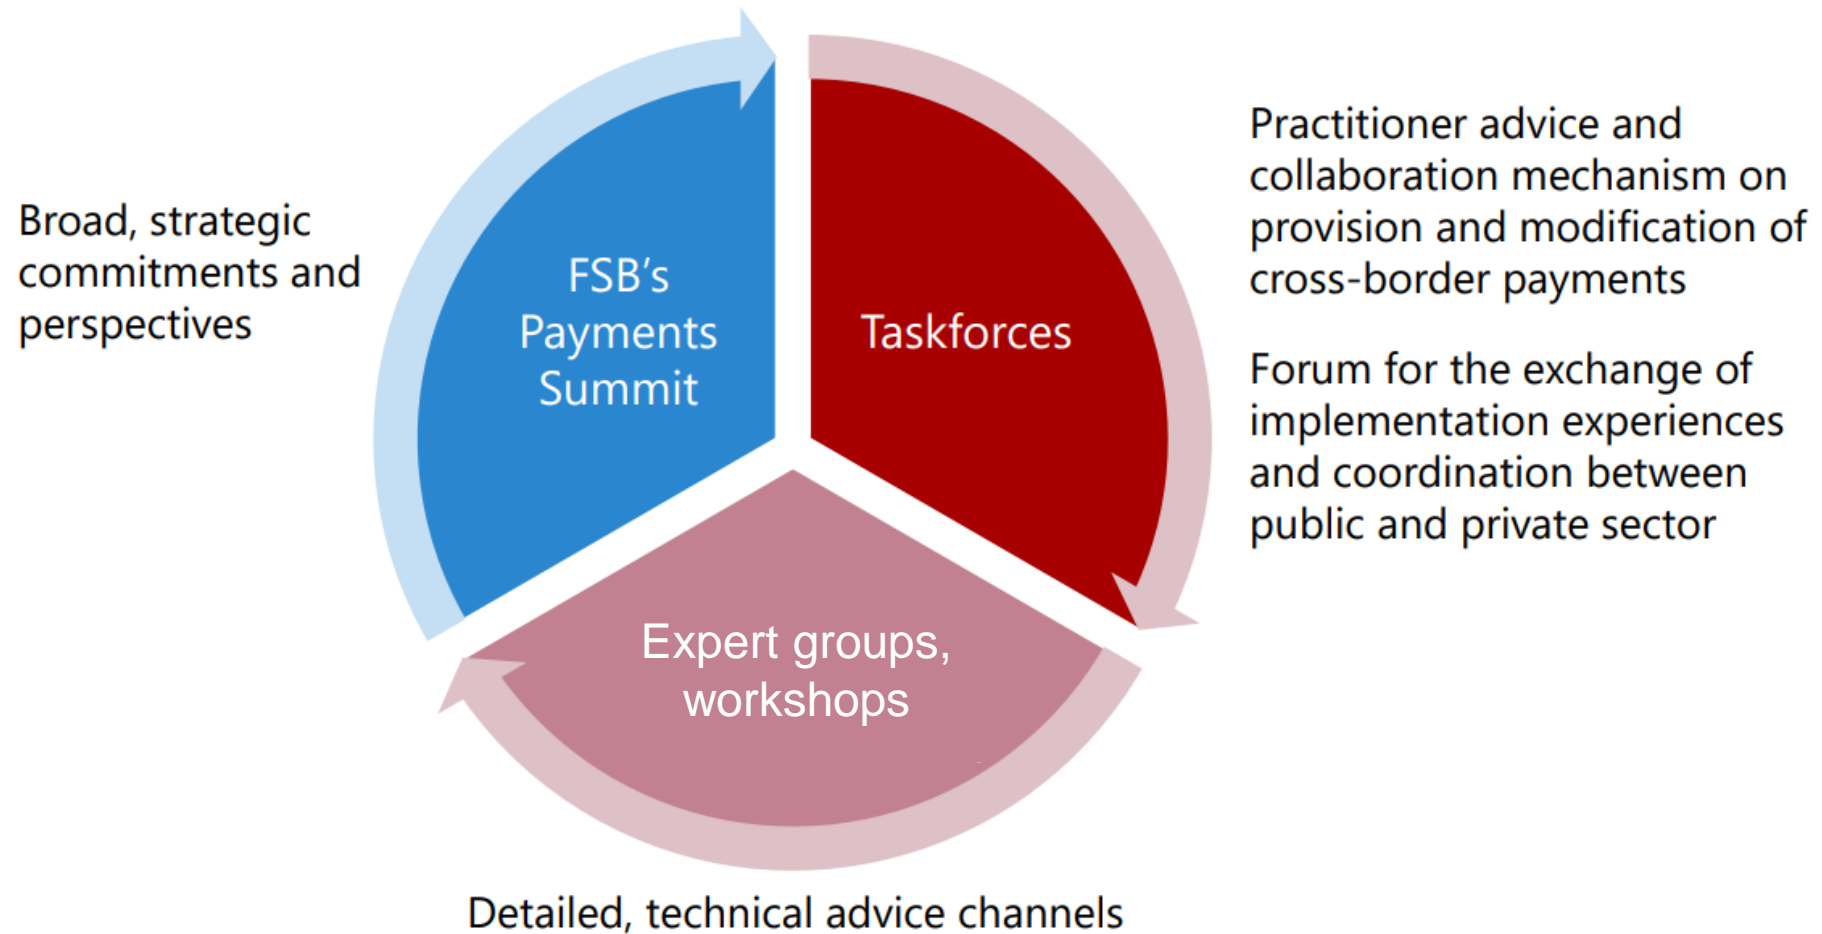 Broad, strategic
commitments and
perspectives
FSB’s
Payments
Summit
Taskforces
Practitioner advice and
collaboration mechanism on
provision and modification of
cross-border payments
Forum for the exchange of
implementation experiences
and coordination between
public and private sector
Expert groups,
workshops
Detailed, technical advice channels